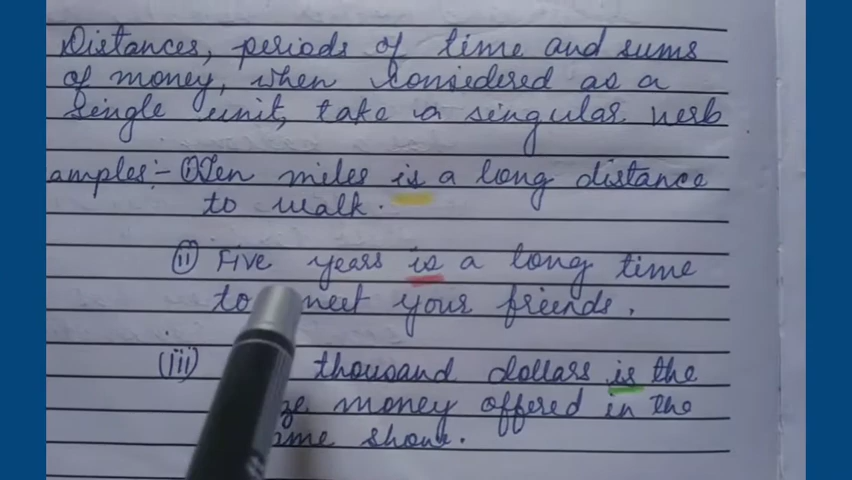 Distances, periods of time and sums
of money, when considered as a
single unit, take a singular verb
amples:- (i) Ten miles is a long distance
to walk.
(ii) Five years is a long time
to meet your friends.
(iii) thousand dollars is the
money offered in the
show.